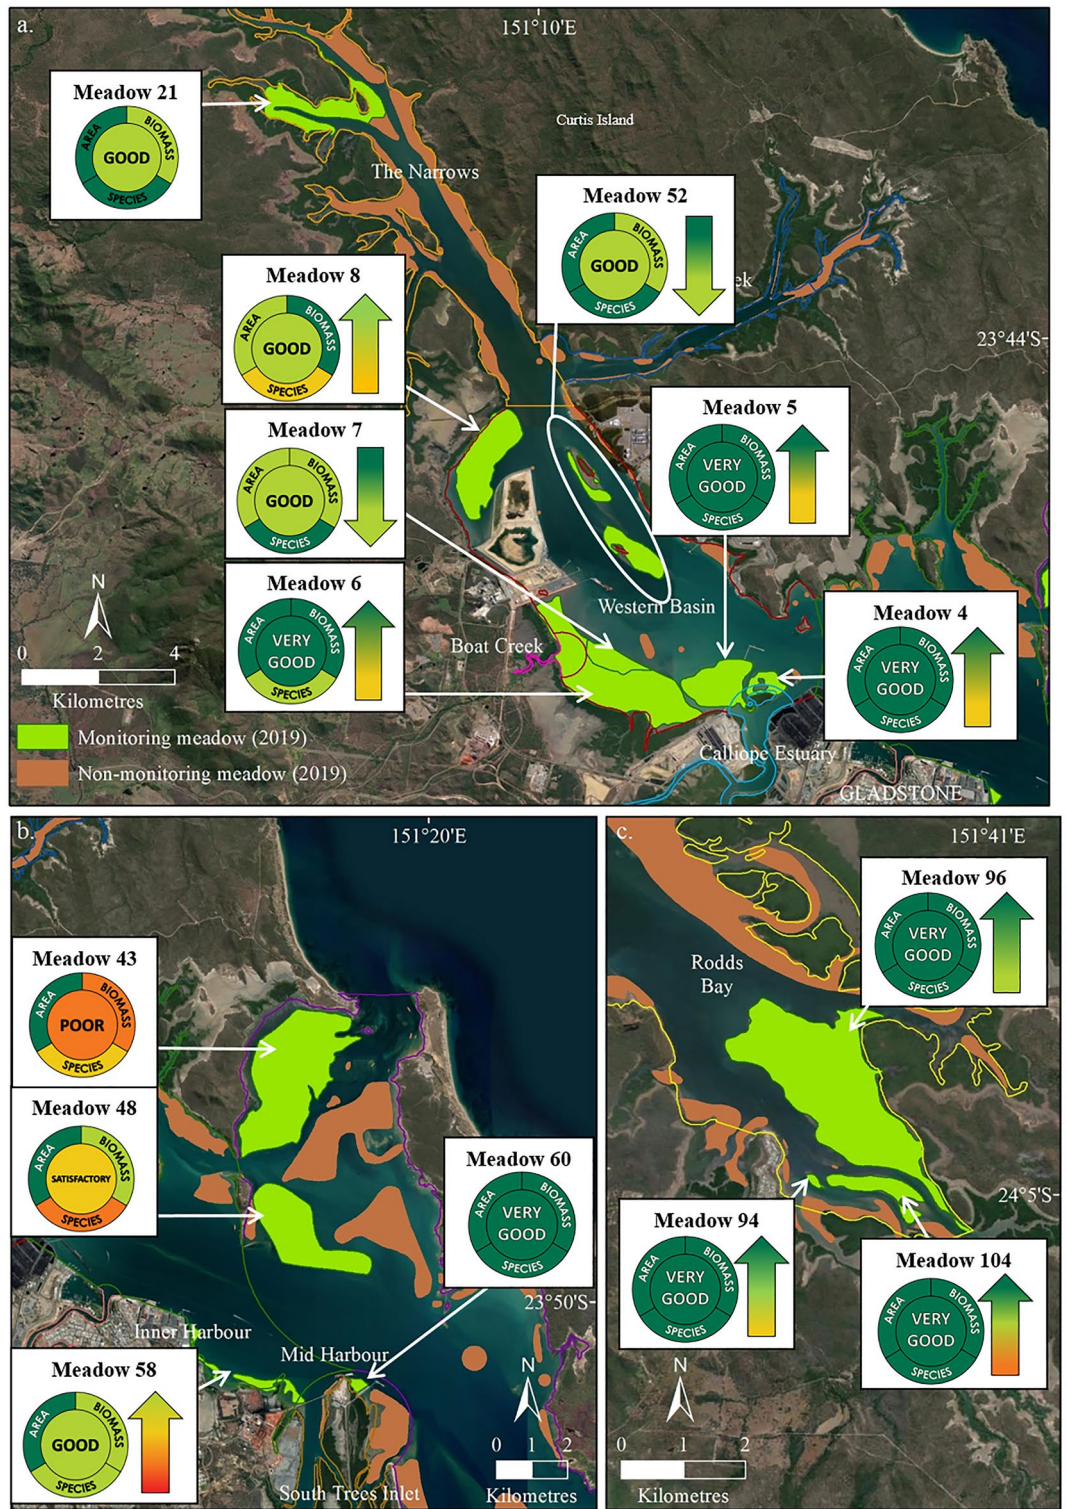 a.
151°10'E
Meadow 21
AREA
BIOMASS
GOOD
SPECIES
Curtis Island
The Narrows
Meadow 52
AREA
BIOMASS
GOOD
SPECIES
ek
Meadow 8
AREA
BIOMASS
GOOD
SPECIES
23°44'S
Meadow 7
AREA
BIOMASS
GOOD
SPECIES
Meadow 5
AREA
BIOMASS
VERY
GOOD
SPECIES
Meadow 6
AREA
BIOMASS
VERY
GOOD
SPECIES
Western Basin
Boat Creek
Meadow 4
AREA
BIOMASS
VERY
GOOD
SPECIES
N
0 2 4
Kilometres
Monitoring meadow (2019)
Non-monitoring meadow (2019)
Calliope Estuary
GLADSTONE
b.
151°20'E
Meadow 43
AREA
BIOMASS
POOR
SPECIES
Meadow 48
AREA
BIOMASS
SATISFACTORY
SPECIES
Meadow 60
AREA
BIOMASS
VERY
GOOD
SPECIES
23°50'S
Inner Harbour
Mid Harbour
Meadow 58
AREA
BIOMASS
GOOD
SPECIES
South Trees Inlet
N
0 1 2
Kilometres
c.
151°41'E
Meadow 96
AREA
BIOMASS
VERY
GOOD
SPECIES
Rodds
Bay
24°5'S
Meadow 94
AREA
BIOMASS
VERY
GOOD
SPECIES
Meadow 104
AREA
BIOMASS
VERY
GOOD
SPECIES
N
0 1 2
Kilometres